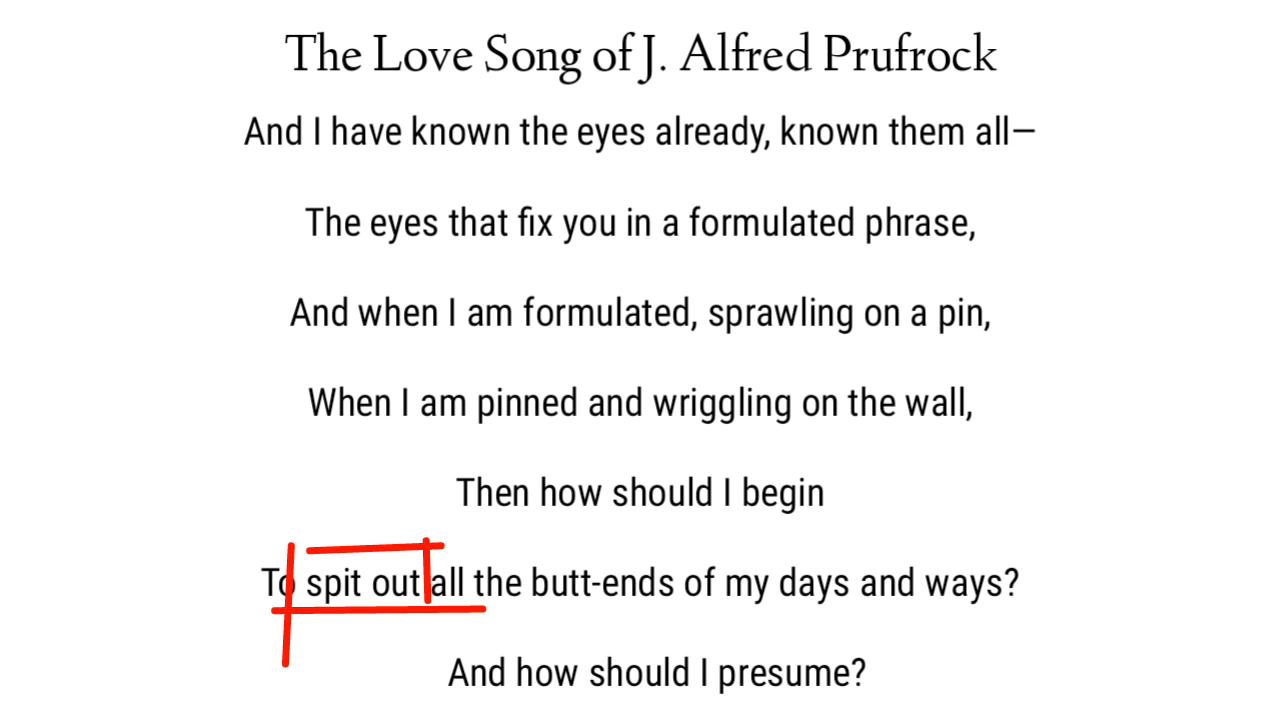 The Love Song of J. Alfred Prufrock
And I have known the eyes already, known them all—
The eyes that fix you in a formulated phrase,
And when I am formulated, sprawling on a pin,
When I am pinned and wriggling on the wall,
Then how should I begin
To spit out all the butt-ends of my days and ways?
And how should I presume?